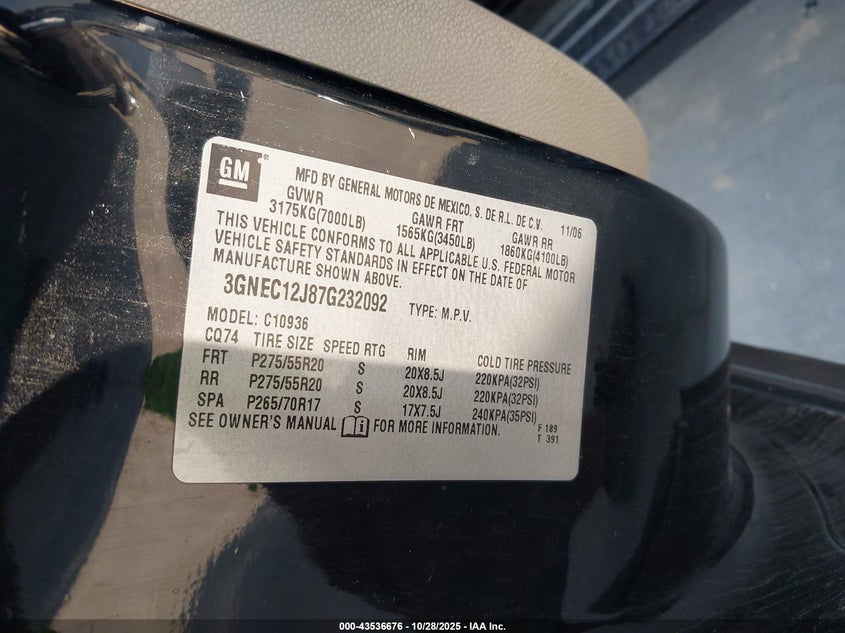 GM
MFD BY GENERAL MOTORS DE MEXICO, S. DE R.L. DE C.V. 11/06
GVWR GAWR FRT GAWR RR
3175KG(7000LB) 1565KG(3450LB) 1860KG(4100LB)
THIS VEHICLE CONFORMS TO ALL APPLICABLE U.S. FEDERAL MOTOR
VEHICLE SAFETY STANDARDS IN EFFECT ON THE DATE OF
MANUFACTURE SHOWN ABOVE.
3GNEC12J87G232092 TYPE: M.P.V.
MODEL: C10936
CQ74 TIRE SIZE SPEED RTG RIM COLD TIRE PRESSURE
FRT P275/55R20 S 20X8.5J 220KPA(32PSI)
RR P275/55R20 S 20X8.5J 220KPA(32PSI)
SPA P265/70R17 S 17X7.5J 240KPA(35PSI)
SEE OWNER'S MANUAL FOR MORE INFORMATION.
F 189
T 391
000-43536676 | 10/28/2025 - IAA Inc.